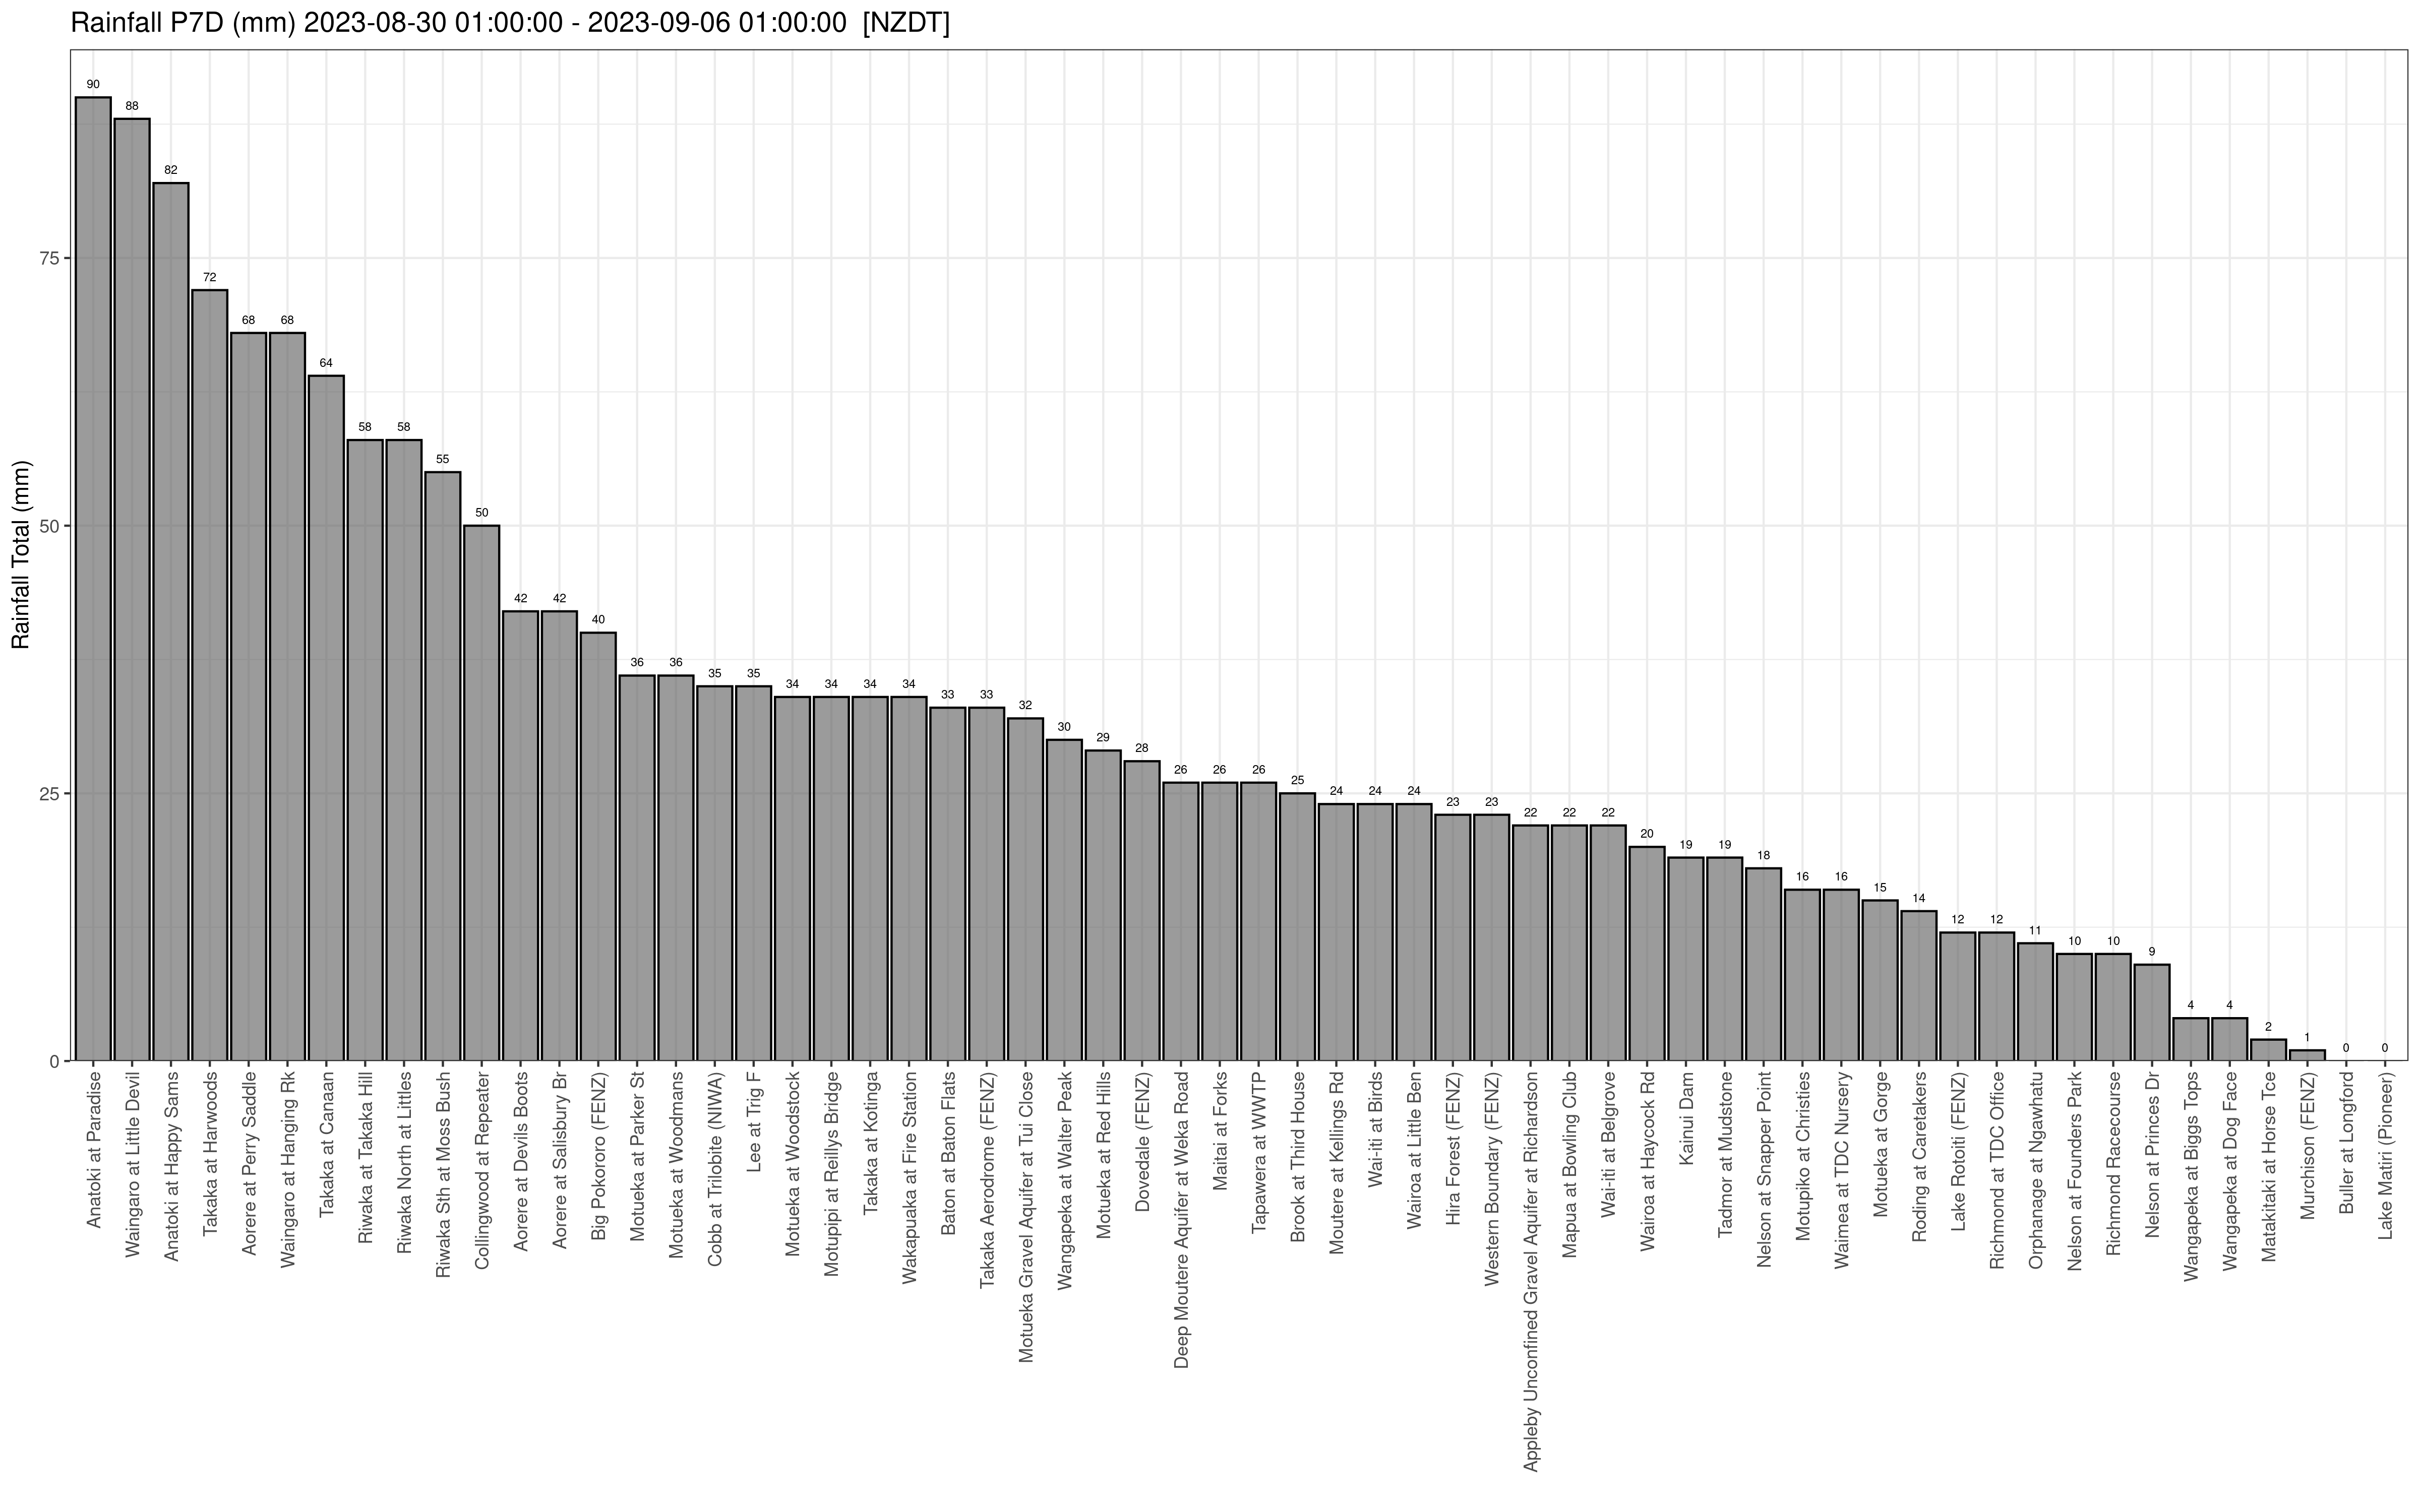 Rainfall P7D (mm) 2023-08-30 01:00:00 - 2023-09-06 01:00:00 [NZDT]
Rainfall Total (mm)
75
50
25
0
90
88
82
72
68
68
64
58
58
55
50
42
42
40
36
36
35
35
34
34
34
34
33
33
32
30
29
28
26
26
26
25
24
24
24
23
23
22
22
22
20
19
19
18
16
16
15
14
12
12
11
10
10
9
4
4
2
1
0
0
Anatoki at Paradise
Waingaro at Little Devil
Anatoki at Happy Sams
Takaka at Harwoods
Aorere at Perry Saddle
Waingaro at Hanging Rk
Takaka at Canaan
Riwaka at Takaka Hill
Riwaka North at Littles
Riwaka Sth at Moss Bush
Collingwood at Repeater
Aorere at Devils Boots
Aorere at Salisbury Br
Big Pokororo (FENZ)
Motueka at Parker St
Motueka at Woodmans
Cobb at Trilobite (NIWA)
Lee at Trig F
Motueka at Woodstock
Motupipi at Reillys Bridge
Takaka at Kotinga
Wakapuaka at Fire Station
Baton at Baton Flats
Takaka Aerodrome (FENZ)
Motueka Gravel Aquifer at Tui Close
Wangapeka at Walter Peak
Motueka at Red Hills
Dovedale (FENZ)
Deep Moutere Aquifer at Weka Road
Maitai at Forks
Tapawera at WWTP
Brook at Third House
Moutere at Kellings Rd
Wai-iti at Birds
Wairoa at Little Ben
Hira Forest (FENZ)
Western Boundary (FENZ)
Appleby Unconfined Gravel Aquifer at Richardson
Mapua at Bowling Club
Wai-iti at Belgrove
Wairoa at Haycock Rd
Kainui Dam
Tadmor at Mudstone
Nelson at Snapper Point
Motupiko at Christies
Waimea at TDC Nursery
Motueka at Gorge
Roding at Caretakers
Lake Rotoiti (FENZ)
Richmond at TDC Office
Orphanage at Ngawhatu
Nelson at Founders Park
Richmond Racecourse
Nelson at Princes Dr
Wangapeka at Biggs Tops
Wangapeka at Dog Face
Matakitaki at Horse Tce
Murchison (FENZ)
Buller at Longford
Lake Matiri (Pioneer)